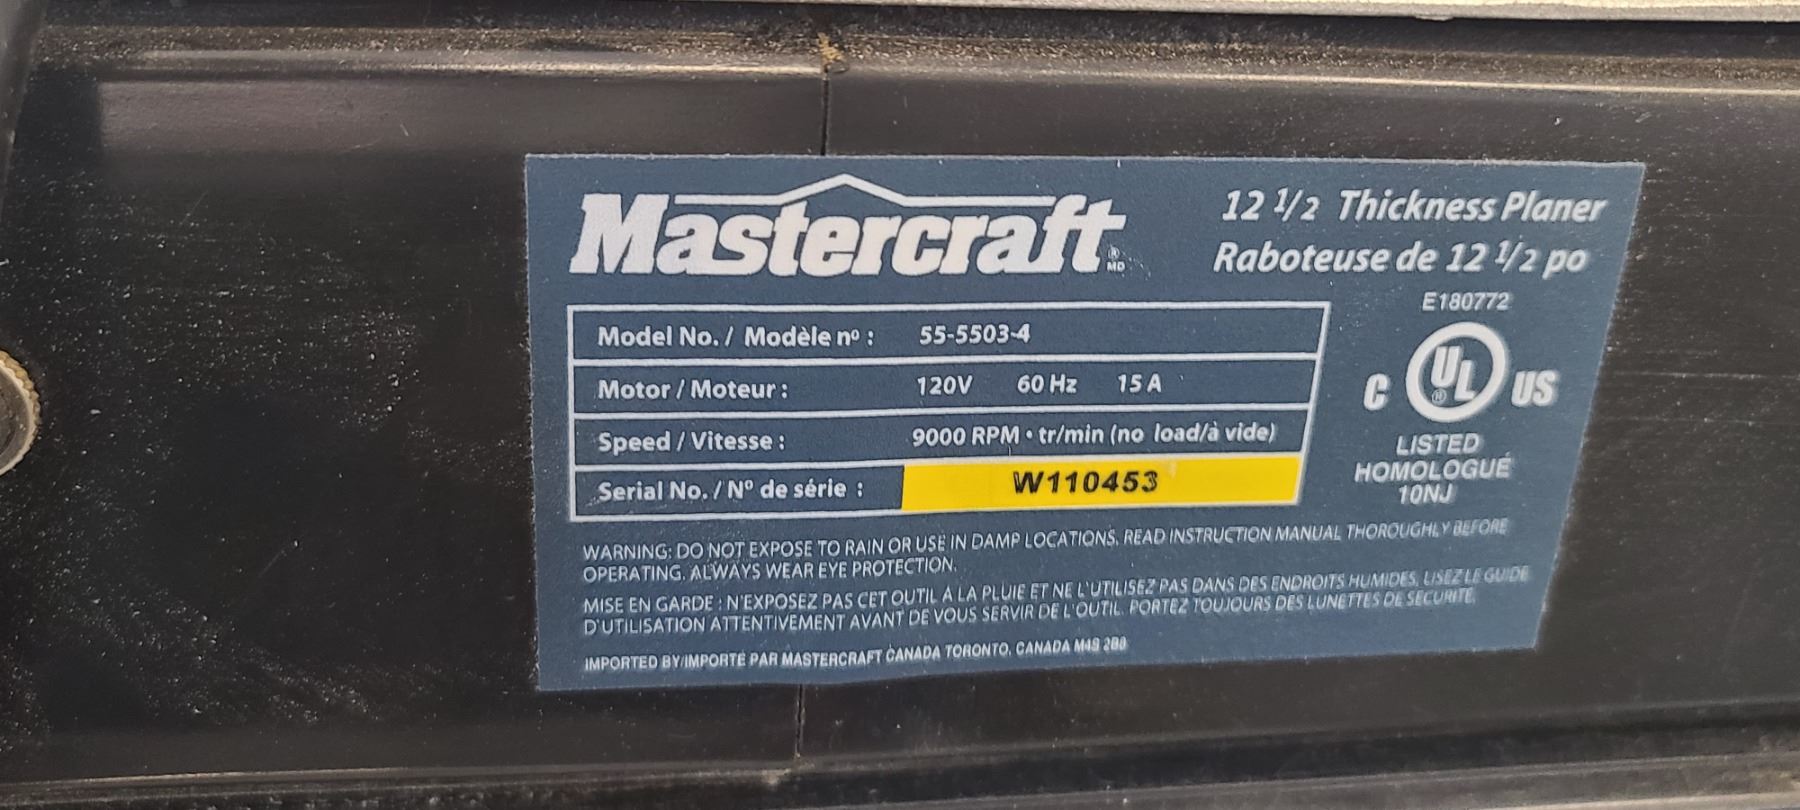 Mastercraft
® MD
12 1/2 Thickness Planer
Raboteuse de 12 1/2 po
Model No. / Modèle nº : 55-5503-4
Motor / Moteur : 120V 60 Hz 15 A
Speed / Vitesse : 9000 RPM • tr/min (no load/à vide)
Serial No. / Nº de série : W110453
E180772
C UL ® US
LISTED
HOMOLOGUÉ
10NJ
WARNING: DO NOT EXPOSE TO RAIN OR USE IN DAMP LOCATIONS. READ INSTRUCTION MANUAL THOROUGHLY BEFORE
OPERATING. ALWAYS WEAR EYE PROTECTION.
MISE EN GARDE : N'EXPOSEZ PAS CET OUTIL À LA PLUIE ET NE L'UTILISEZ PAS DANS DES ENDROITS HUMIDES. LISEZ LE GUIDE
D'UTILISATION ATTENTIVEMENT AVANT DE VOUS SERVIR DE L'OUTIL. PORTEZ TOUJOURS DES LUNETTES DE SÉCURITÉ.
IMPORTED BY/IMPORTÉ PAR MASTERCRAFT CANADA TORONTO, CANADA M4S 2B8